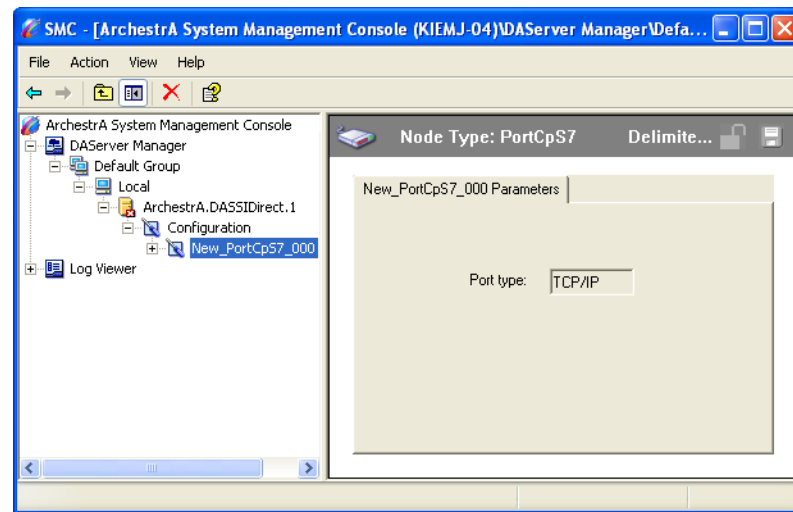 SMC - [ArchestrA System Management Console (KIEMJ-04)\DAServer Manager\Defa...
File Action View Help
ArchestrA System Management Console
DAServer Manager
Default Group
Local
ArchestrA.DASSIDirect.1
Configuration
New_PortCpS7_000
Log Viewer
Node Type: PortCpS7 Delimite...
New_PortCpS7_000 Parameters
Port type: TCP/IP